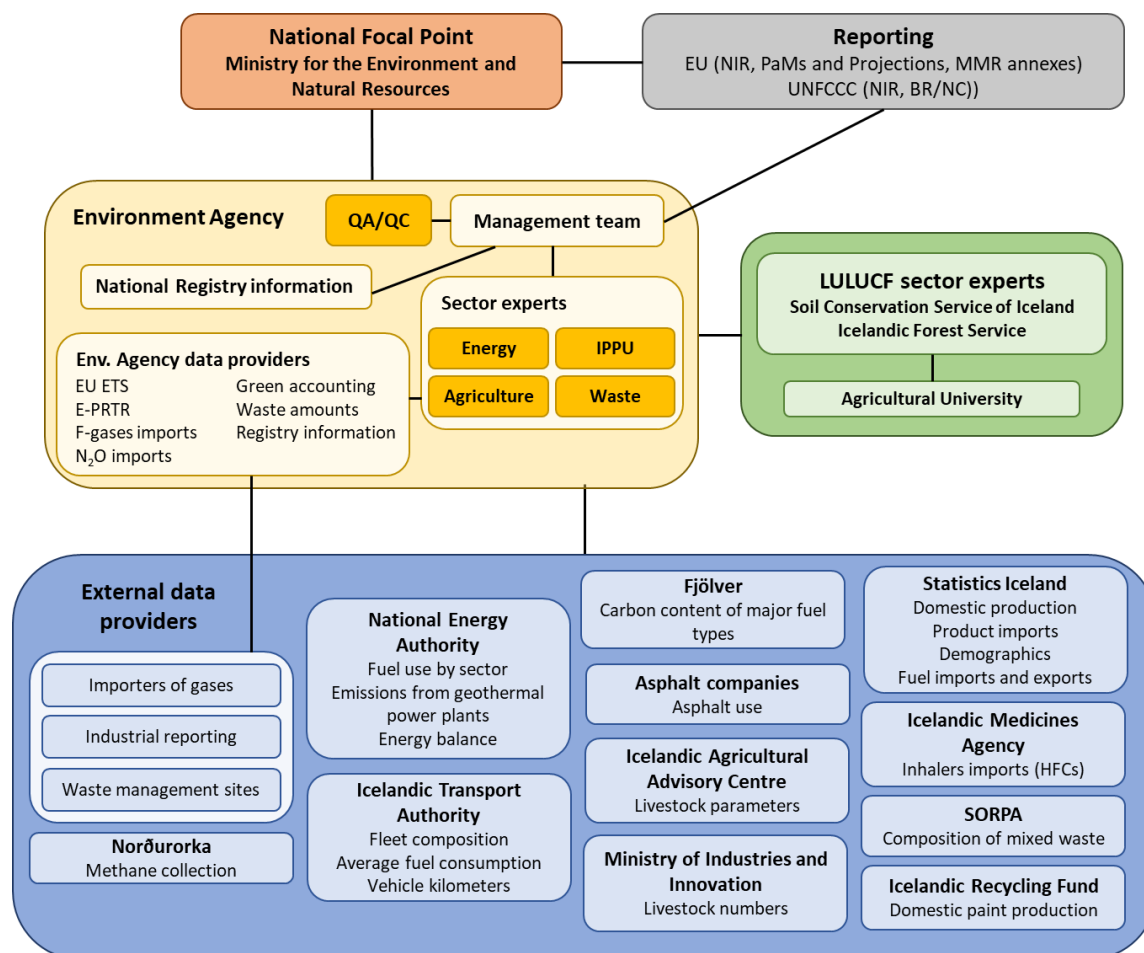 National Focal Point
Ministry for the Environment and
Natural Resources
Reporting
EU (NIR, PaMs and Projections, MMR annexes)
UNFCCC (NIR, BR/NC))
Environment Agency
QA/QC
Management team
National Registry information
Sector experts
Energy
IPPU
Agriculture
Waste
Env. Agency data providers
EU ETS
E-PRTR
F-gases imports
N₂O imports
Green accounting
Waste amounts
Registry information
LULUCF sector experts
Soil Conservation Service of Iceland
Icelandic Forest Service
Agricultural University
External data
providers
Importers of gases
Industrial reporting
Waste management sites
Norðurorka
Methane collection
National Energy
Authority
Fuel use by sector
Emissions from geothermal
power plants
Energy balance
Icelandic Transport
Authority
Fleet composition
Average fuel consumption
Vehicle kilometers
Fjölver
Carbon content of major fuel
types
Asphalt companies
Asphalt use
Icelandic Agricultural
Advisory Centre
Livestock parameters
Ministry of Industries and
Innovation
Livestock numbers
Statistics Iceland
Domestic production
Product imports
Demographics
Fuel imports and exports
Icelandic Medicines
Agency
Inhalers imports (HFCs)
SORPA
Composition of mixed waste
Icelandic Recycling Fund
Domestic paint production